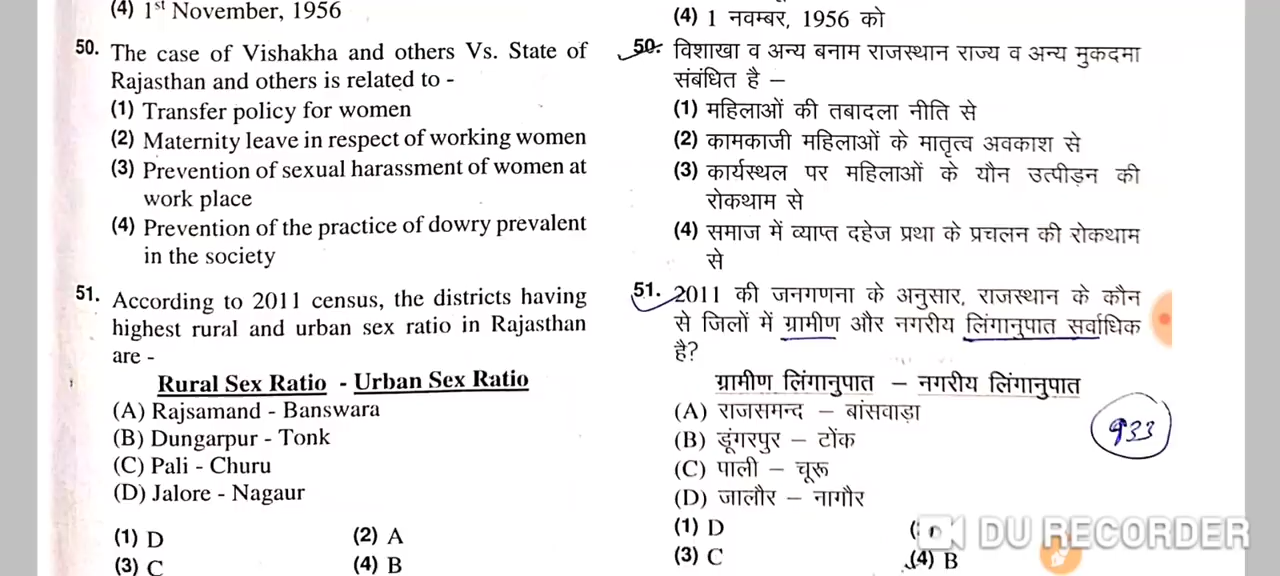 (4) 1st November, 1956
50. The case of Vishakha and others Vs. State of
Rajasthan and others is related to -
(1) Transfer policy for women
(2) Maternity leave in respect of working women
(3) Prevention of sexual harassment of women at
work place
(4) Prevention of the practice of dowry prevalent
in the society
51. According to 2011 census, the districts having
highest rural and urban sex ratio in Rajasthan
are -
Rural Sex Ratio - Urban Sex Ratio
(A) Rajsamand - Banswara
(B) Dungarpur - Tonk
(C) Pali - Churu
(D) Jalore - Nagaur
(1) D (2) A
(3) C (4) B
(4) 1 नवम्बर, 1956 को
50. विशाखा व अन्य बनाम राजस्थान राज्य व अन्य मुकदमा
संबंधित है –
(1) महिलाओं की तबादला नीति से
(2) कामकाजी महिलाओं के मातृत्व अवकाश से
(3) कार्यस्थल पर महिलाओं के यौन उत्पीड़न की
रोकथाम से
(4) समाज में व्याप्त दहेज प्रथा के प्रचलन की रोकथाम
से
51. 2011 की जनगणना के अनुसार, राजस्थान के कौन
से जिलों में ग्रामीण और नगरीय लिंगानुपात सर्वाधिक
है?
ग्रामीण लिंगानुपात – नगरीय लिंगानुपात
(A) राजसमन्द – बांसवाड़ा
(B) डूंगरपुर – टोंक
(C) पाली – चूरू
(D) जालौर – नागौर
933
(1) D
(3) C (4) B
DU RECORDER